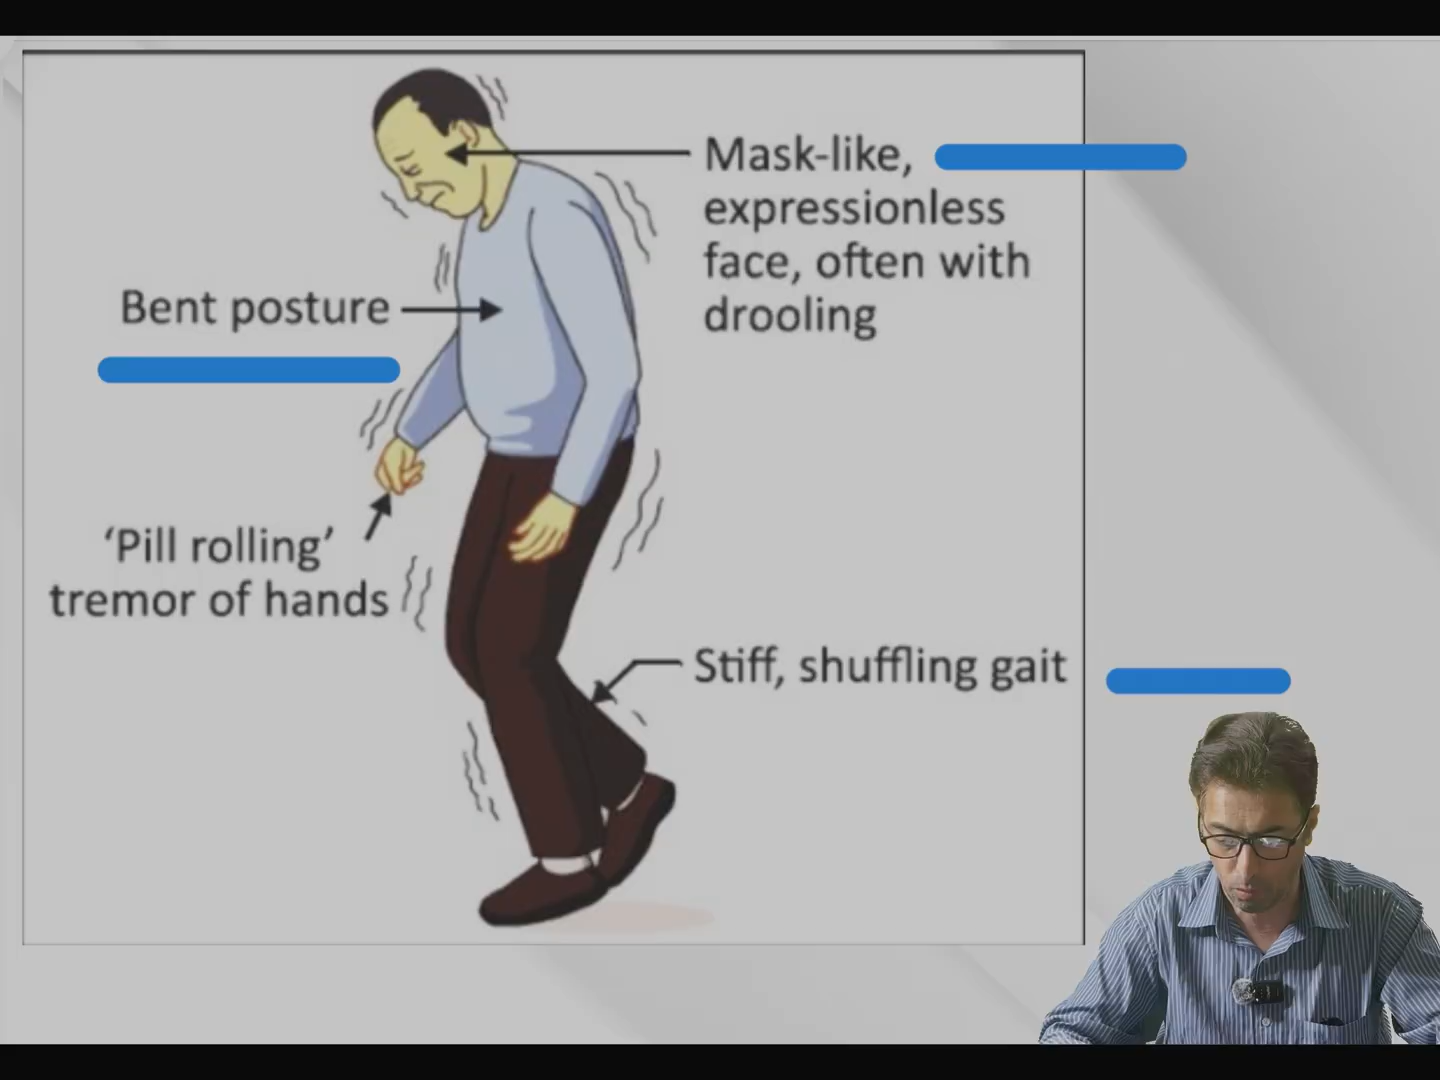 Mask-like,
expressionless
face, often with
drooling
Bent posture
‘Pill rolling’
tremor of hands
Stiff, shuffling gait